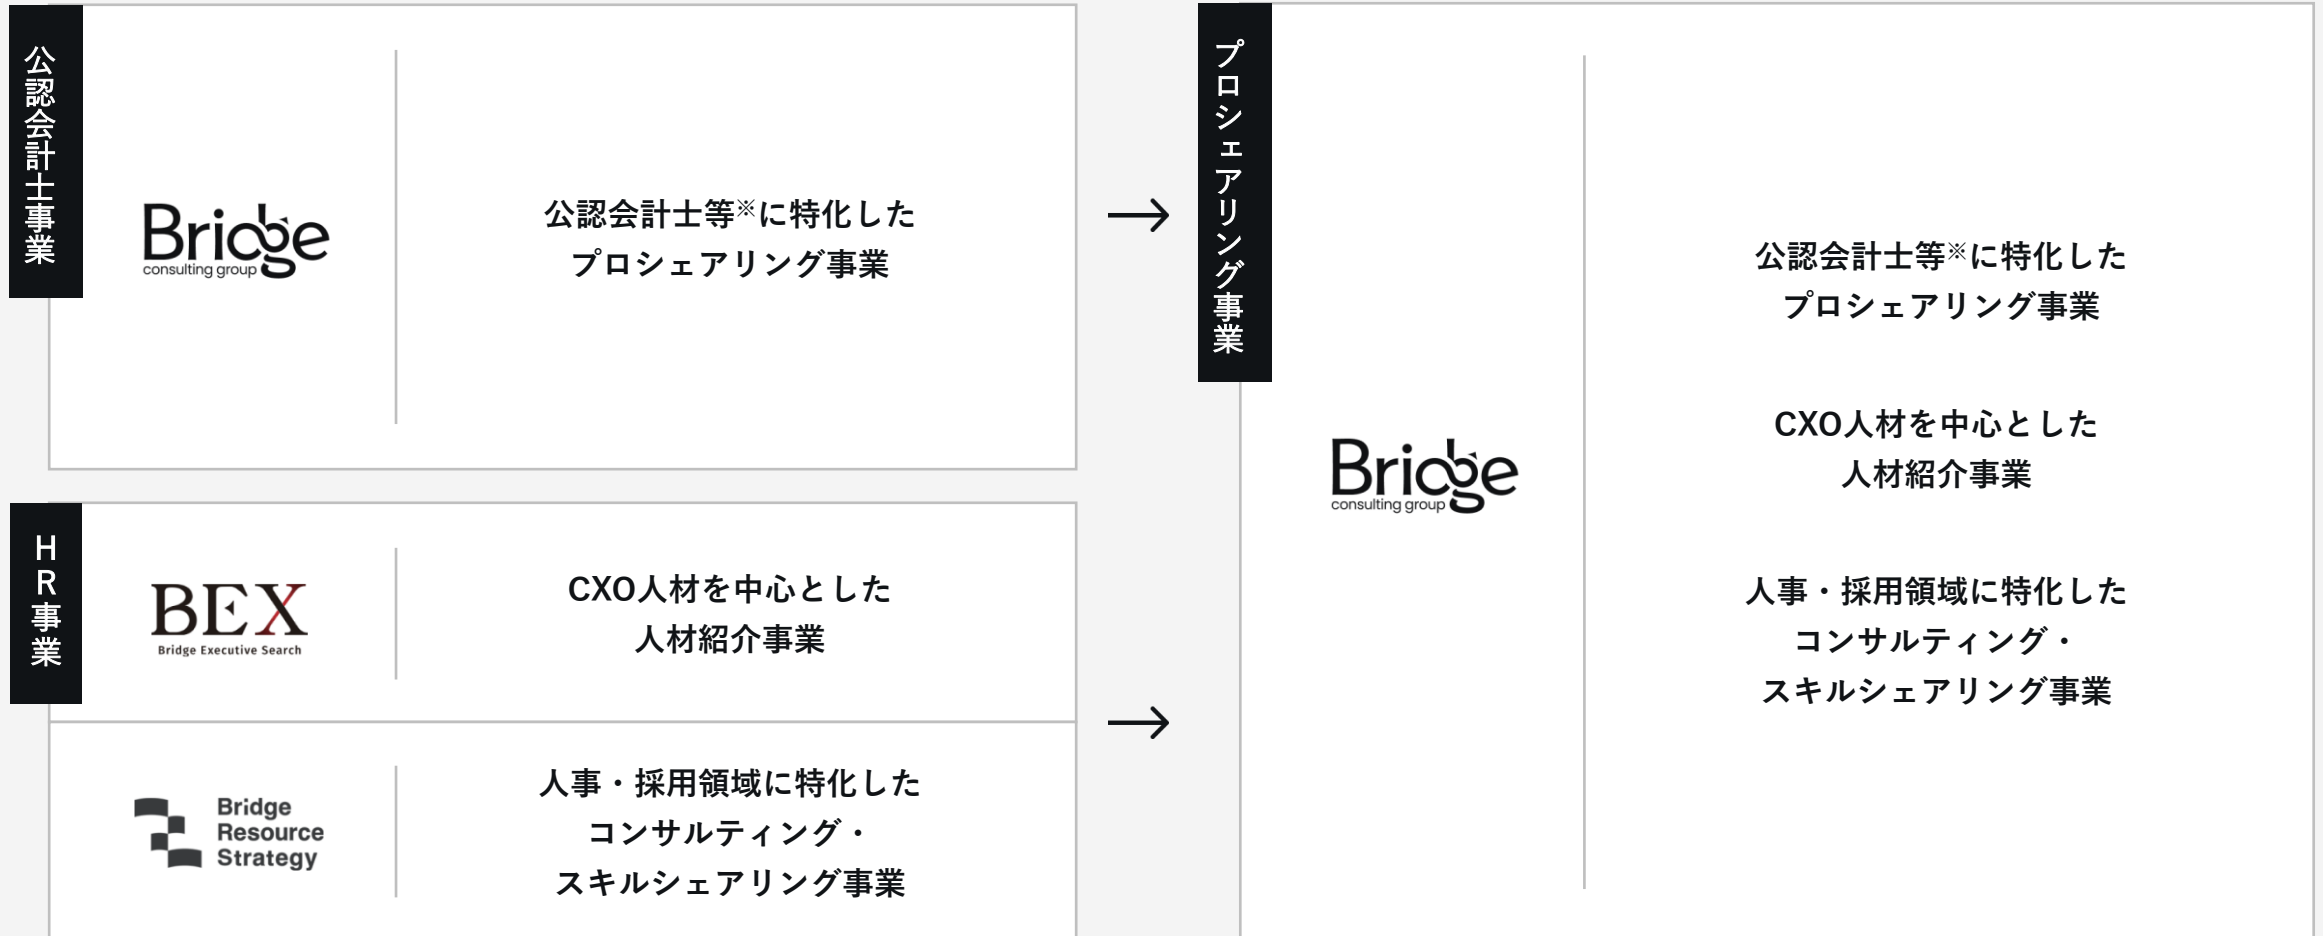 公認会計士事業
Bridge
consulting group
公認会計士等※に特化した
プロシェアリング事業
HR事業
BEX
Bridge Executive Search
CXO人材を中心とした
人材紹介事業
Bridge
Resource
Strategy
人事・採用領域に特化した
コンサルティング・
スキルシェアリング事業
プロシェアリング事業
Bridge
consulting group
公認会計士等※に特化した
プロシェアリング事業
CXO人材を中心とした
人材紹介事業
人事・採用領域に特化した
コンサルティング・
スキルシェアリング事業